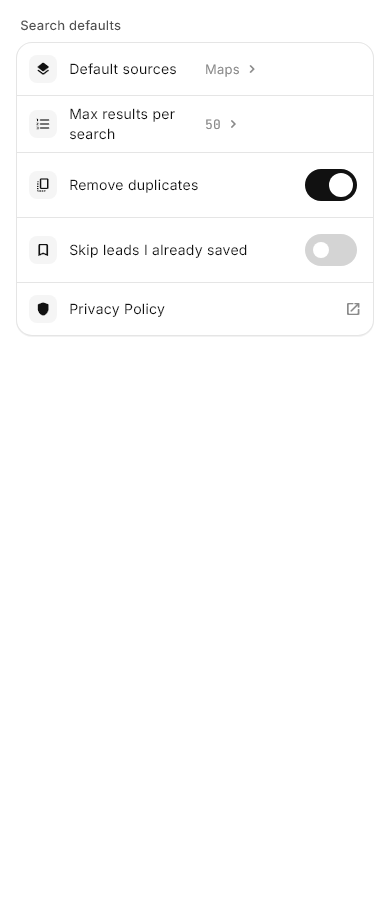 Search defaults
Default sources Maps
Max results per
search 50
Remove duplicates
Skip leads I already saved
Privacy Policy